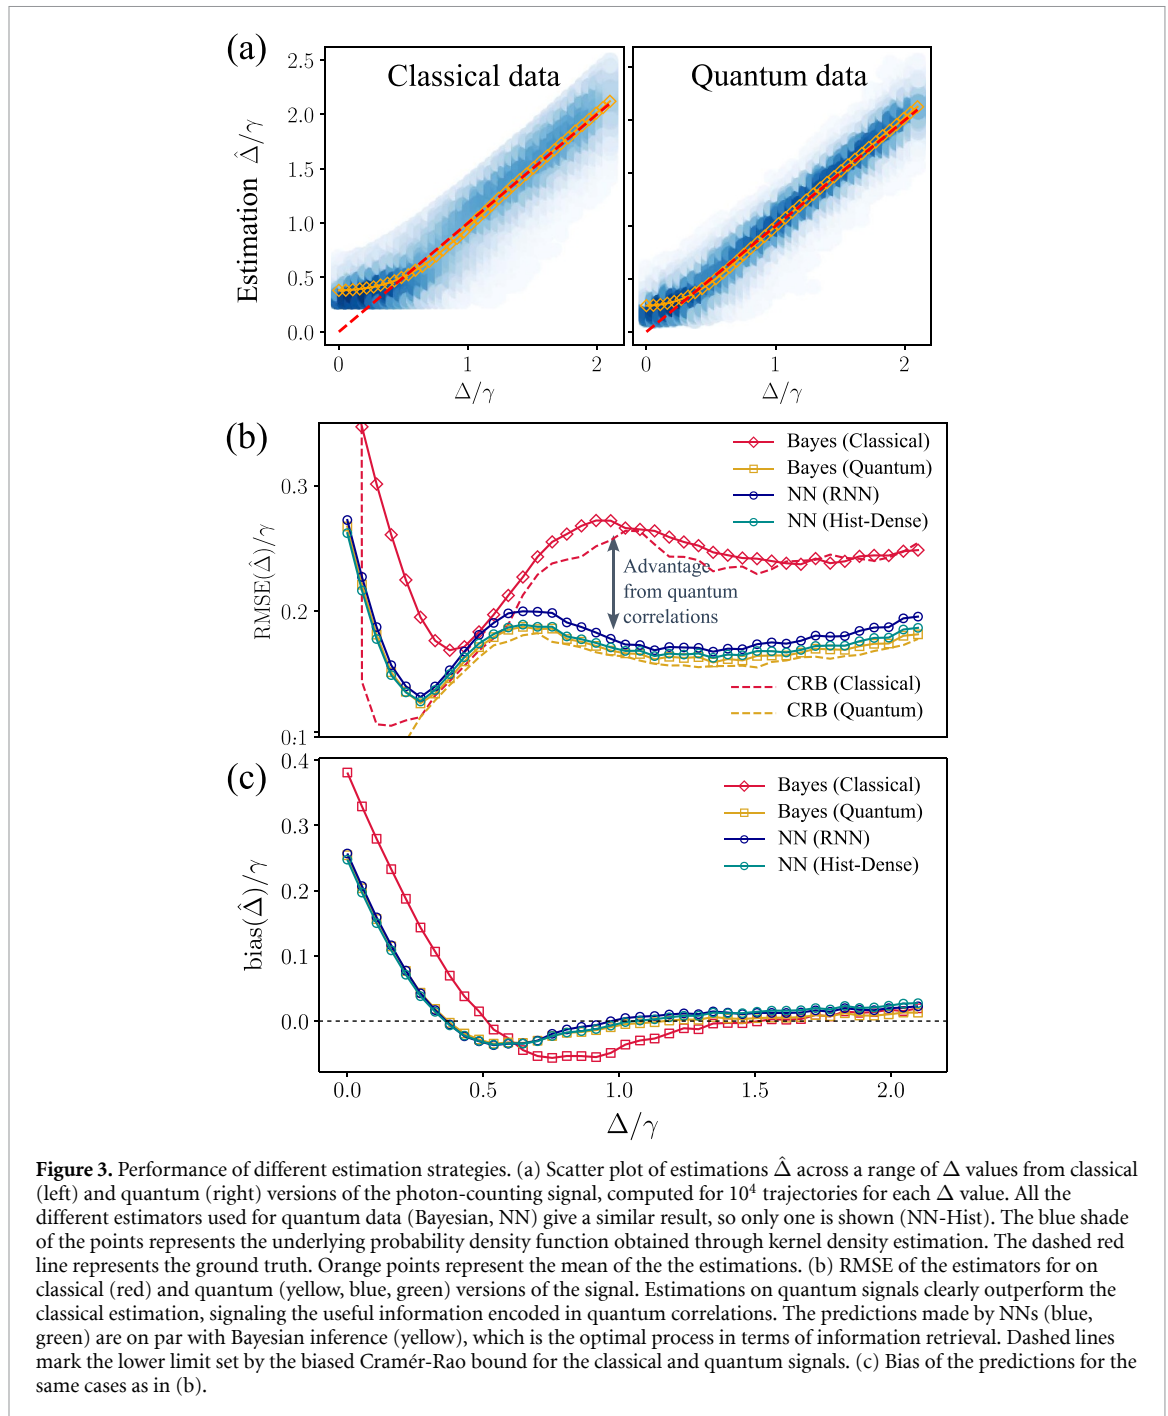 (a)
Classical data
Quantum data
Estimation Δ̂/γ
2.5
2.0
1.5
1.0
0.5
0.0
0
1
2
0
1
2
Δ/γ
Δ/γ
(b)
RMSE(Δ̂)/γ
0.3
0.2
0.1
Bayes (Classical)
Bayes (Quantum)
NN (RNN)
NN (Hist-Dense)
Advantage
from quantum
correlations
CRB (Classical)
CRB (Quantum)
(c)
bias(Δ̂)/γ
0.4
0.3
0.2
0.1
0.0
Bayes (Classical)
Bayes (Quantum)
NN (RNN)
NN (Hist-Dense)
0.0
0.5
1.0
1.5
2.0
Δ/γ
Figure 3. Performance of different estimation strategies. (a) Scatter plot of estimations Δ̂ across a range of Δ values from classical
(left) and quantum (right) versions of the photon-counting signal, computed for 10⁴ trajectories for each Δ value. All the
different estimators used for quantum data (Bayesian, NN) give a similar result, so only one is shown (NN-Hist). The blue shade
of the points represents the underlying probability density function obtained through kernel density estimation. The dashed red
line represents the ground truth. Orange points represent the mean of the the estimations. (b) RMSE of the estimators for on
classical (red) and quantum (yellow, blue, green) versions of the signal. Estimations on quantum signals clearly outperform the
classical estimation, signaling the useful information encoded in quantum correlations. The predictions made by NNs (blue,
green) are on par with Bayesian inference (yellow), which is the optimal process in terms of information retrieval. Dashed lines
mark the lower limit set by the biased Cramér-Rao bound for the classical and quantum signals. (c) Bias of the predictions for the
same cases as in (b).